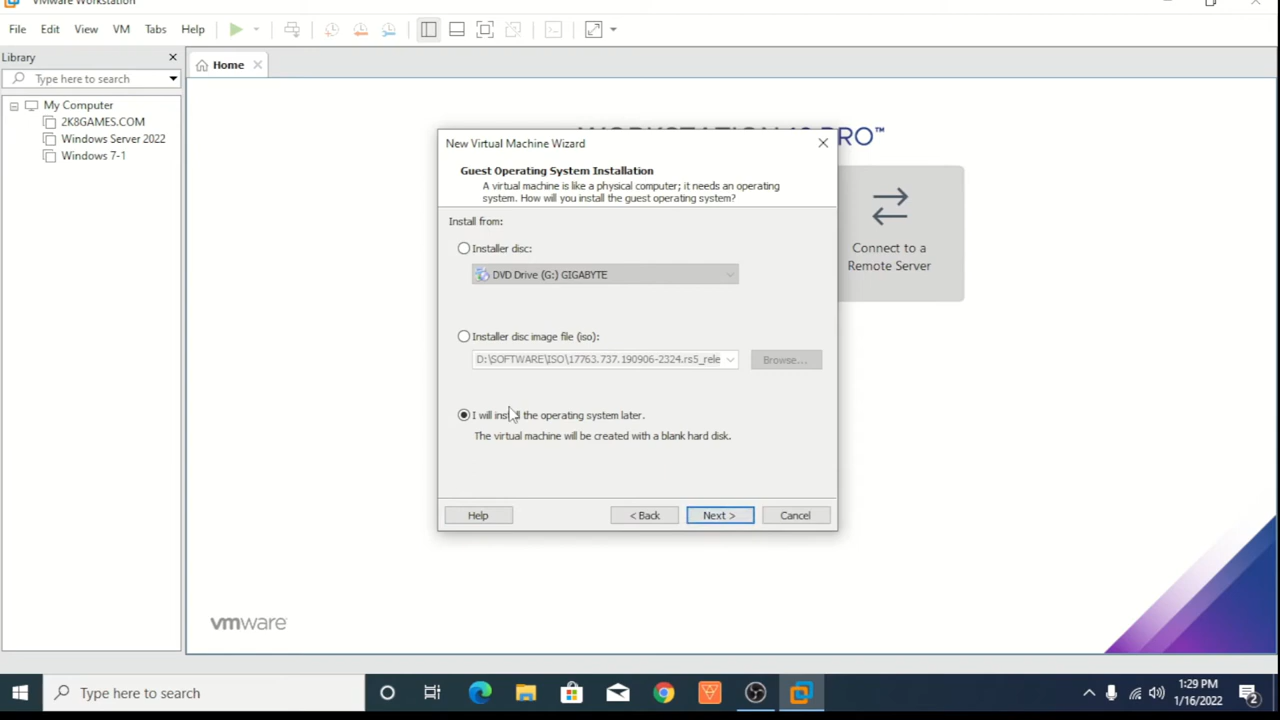 VMware Workstation
File Edit View VM Tabs Help
Library
Type here to search
My Computer
2K8GAMES.COM
Windows Server 2022
Windows 7-1
Home
PRO™
Connect to a
Remote Server
New Virtual Machine Wizard
Guest Operating System Installation
A virtual machine is like a physical computer; it needs an operating
system. How will you install the guest operating system?
Install from:
Installer disc:
DVD Drive (G:) GIGABYTE
Installer disc image file (iso):
D:\SOFTWARE\ISO\17763.737.190906-2324.rs5_rele
Browse...
I will install the operating system later.
The virtual machine will be created with a blank hard disk.
Help
< Back
Next >
Cancel
vmware
Type here to search
1:29 PM
1/16/2022
2